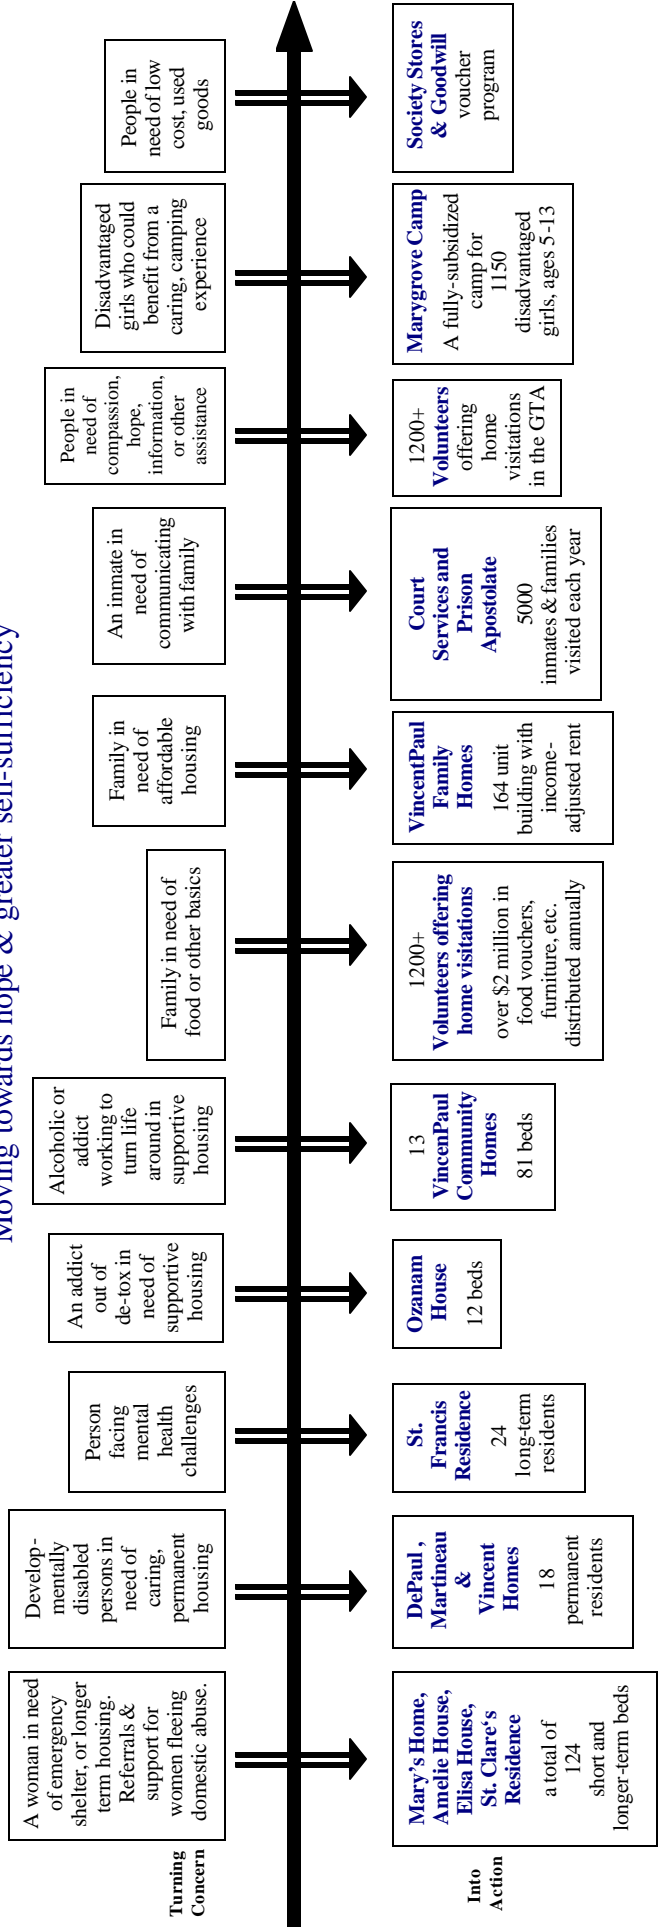 Moving towards hope & greater self-sufficiency
Turning
Concern
A woman in need
of emergency
shelter, or longer
term housing.
Referrals &
support for
women fleeing
domestic abuse.
Develop-
mentally
disabled
persons in
need of
caring,
permanent
housing
Person
facing
mental
health
challenges
An addict
out of
de-tox in
need of
supportive
housing
Alcoholic or
addict
working to
turn life
around in
supportive
housing
Family in need of
food or other basics
Family in
need of
affordable
housing
An inmate in
need of
communicating
with family
People in
need of
compassion,
hope,
information,
or other
assistance
Disadvantaged
girls who could
benefit from a
caring, camping
experience
People in
need of low
cost, used
goods
Into
Action
Mary's Home,
Amelie House,
Elisa House,
St. Clare‘s
Residence
a total of
124
short and
longer-term beds
DePaul ,
Martineau
&
Vincent
Homes
18
permanent
residents
St.
Francis
Residence
24
long-term
residents
Ozanam
House
12 beds
13
VincenPaul
Community
Homes
81 beds
1200+
Volunteers offering
home visitations
over $2 million in
food vouchers,
furniture, etc.
distributed annually
VincentPaul
Family
Homes
164 unit
building with
income-
adjusted rent
Court
Services and
Prison
Apostolate
5000
inmates & families
visited each year
1200+
Volunteers
offering
home
visitations
in the GTA
Marygrove Camp
A fully-subsidized
camp for
1150
disadvantaged
girls, ages 5-13
Society Stores
& Goodwill
voucher
program